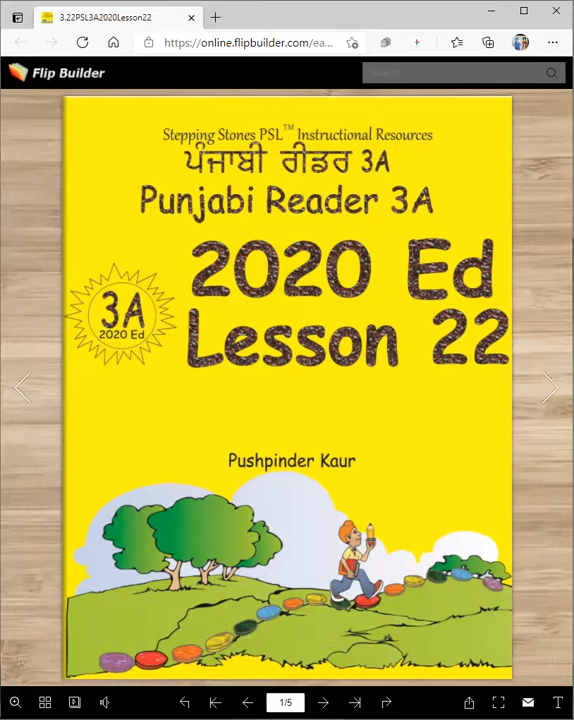 3.22PSL3A2020Lesson22
https://online.flipbuilder.com/ea...
Flip Builder
Search
Stepping Stones PSL™ Instructional Resources
ਪੰਜਾਬੀ ਰੀਡਰ 3A
Punjabi Reader 3A
2020 Ed
Lesson 22
3A
2020 Ed
Pushpinder Kaur
1/5